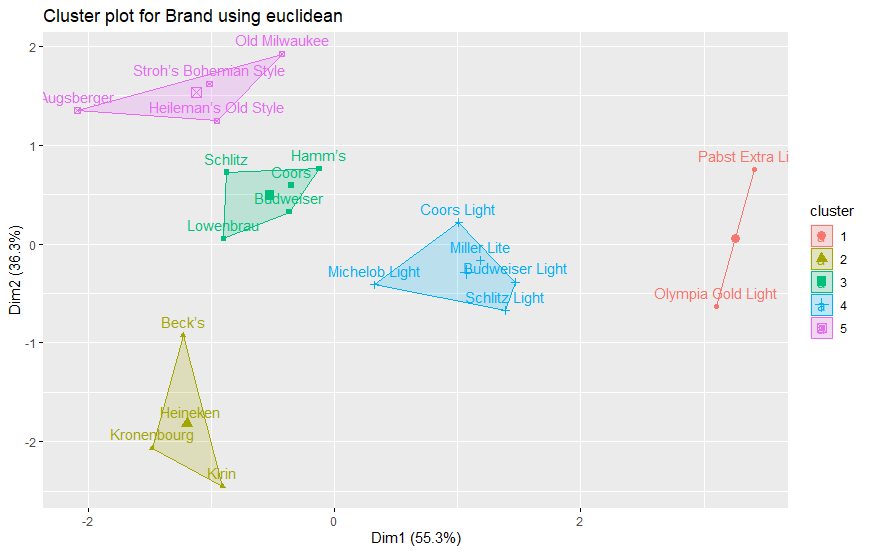 Cluster plot for Brand using euclidean
Old Milwaukee
Stroh's Bohemian Style
Augsberger
Heileman's Old Style
Schlitz
Hamm's
Coors
Budweiser
Lowenbrau
Pabst Extra Li
Coors Light
Miller Lite
Michelob Light
Budweiser Light
Schlitz Light
Olympia Gold Light
Beck's
Heineken
Kronenbourg
Kirin
2
1
0
-1
-2
Dim2 (36.3%)
-2
0
2
Dim1 (55.3%)
cluster
a 1
a 2
a 3
a 4
a 5